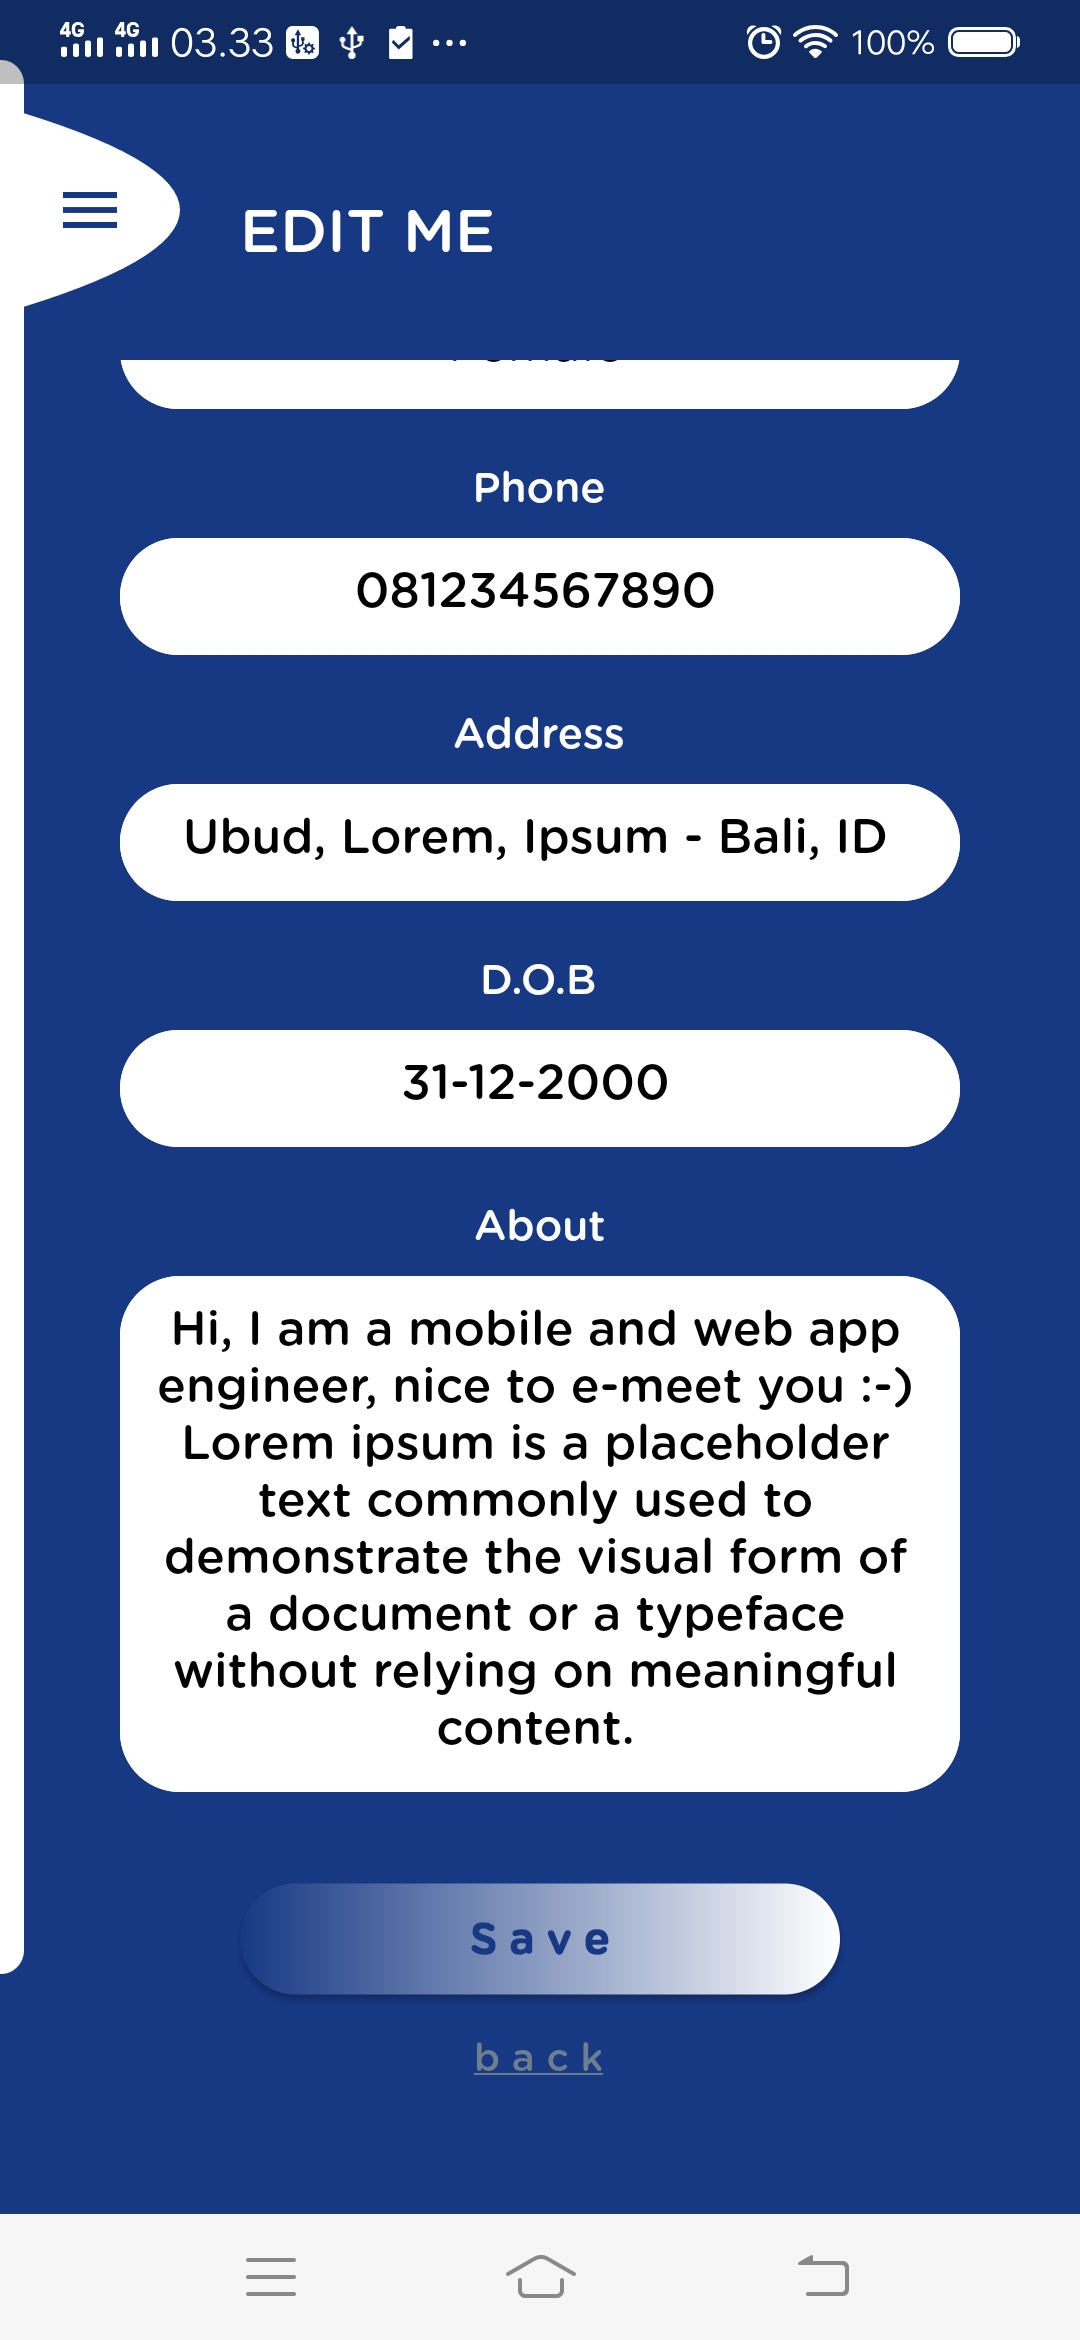 4G 4G 03.33 100%
EDIT ME
Phone
081234567890
Address
Ubud, Lorem, Ipsum - Bali, ID
D.O.B
31-12-2000
About
Hi, I am a mobile and web app
engineer, nice to e-meet you :-)
Lorem ipsum is a placeholder
text commonly used to
demonstrate the visual form of
a document or a typeface
without relying on meaningful
content.
Save
back